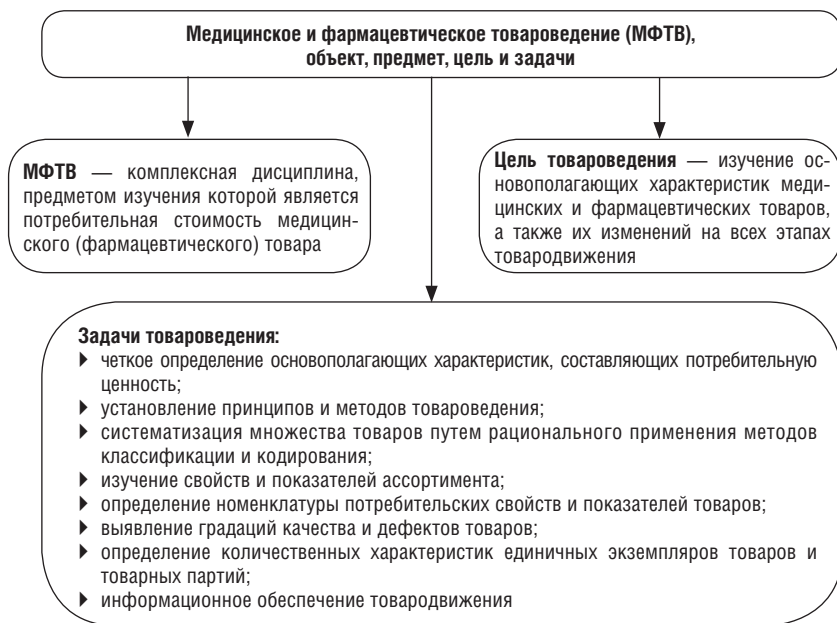 Медицинское и фармацевтическое товароведение (МФТВ),
объект, предмет, цель и задачи
МФТВ — комплексная дисциплина,
предметом изучения которой является
потребительная стоимость медицин-
ского (фармацевтического) товара
Цель товароведения — изучение ос-
новополагающих характеристик меди-
цинских и фармацевтических товаров,
а также их изменений на всех этапах
товародвижения
Задачи товароведения:
четкое определение основополагающих характеристик, составляющих потребительную
ценность;
установление принципов и методов товароведения;
систематизация множества товаров путем рационального применения методов
классификации и кодирования;
изучение свойств и показателей ассортимента;
определение номенклатуры потребительских свойств и показателей товаров;
выявление градаций качества и дефектов товаров;
определение количественных характеристик единичных экземпляров товаров и
товарных партий;
информационное обеспечение товародвижения